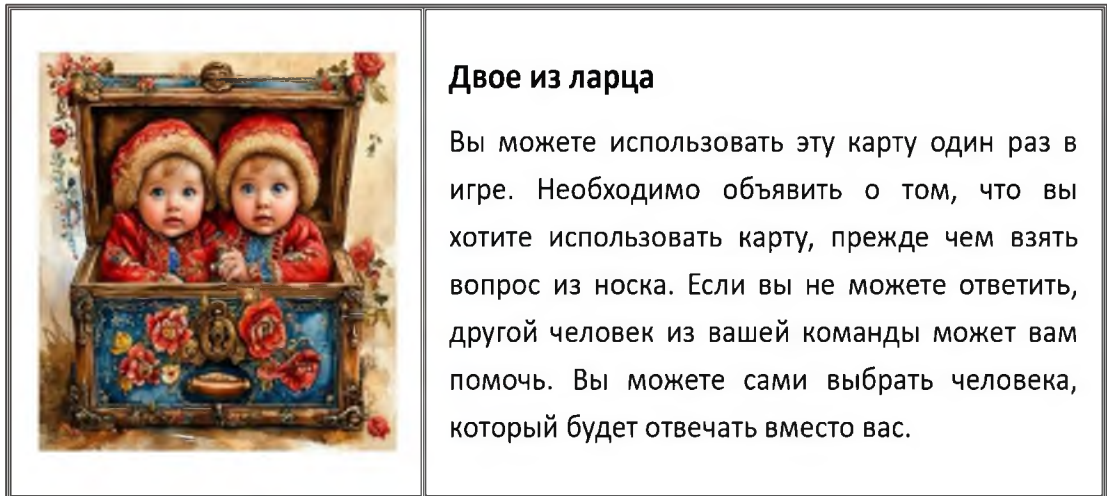 Двое из ларца
Вы можете использовать эту карту один раз в
игре. Необходимо объявить о том, что вы
хотите использовать карту, прежде чем взять
вопрос из носка. Если вы не можете ответить,
другой человек из вашей команды может вам
помочь. Вы можете сами выбрать человека,
который будет отвечать вместо вас.